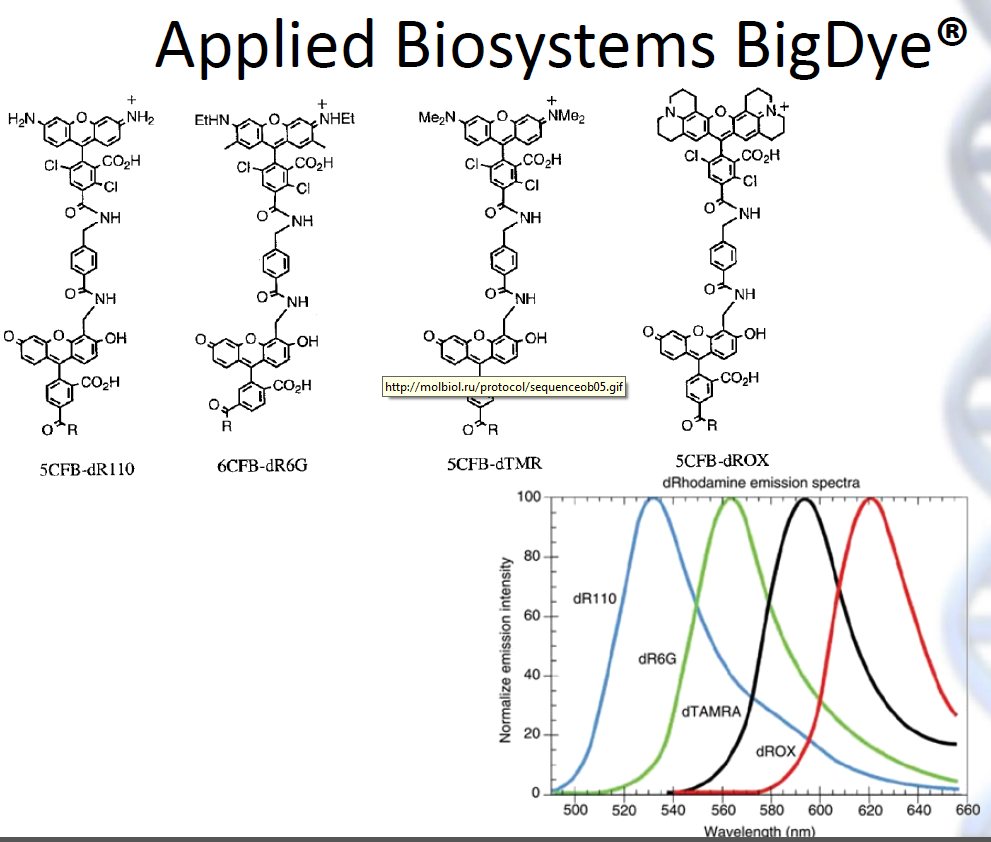 Applied Biosystems BigDye®
H₂N O NH₂ +
Cl CO₂H
Cl
O NH
O NH
O O OH
CO₂H
O R
5CFB-dR110
EtHN O NHEt +
Cl CO₂H
Cl
O NH
O NH
O O OH
CO₂H
O R
6CFB-dR6G
Me₂N O NMe₂ +
Cl CO₂H
Cl
O NH
O NH
O O OH
http://molbiol.ru/protocol/sequenceob05.gif
O R
5CFB-dTMR
N O N +
Cl CO₂H
Cl
O NH
O NH
O O OH
CO₂H
O R
5CFB-dROX
dRhodamine emission spectra
Normalize emission intensity
100
80
60
40
20
0
dR110
dR6G
dTAMRA
dROX
500 520 540 560 580 600 620 640 660
Wavelength (nm)